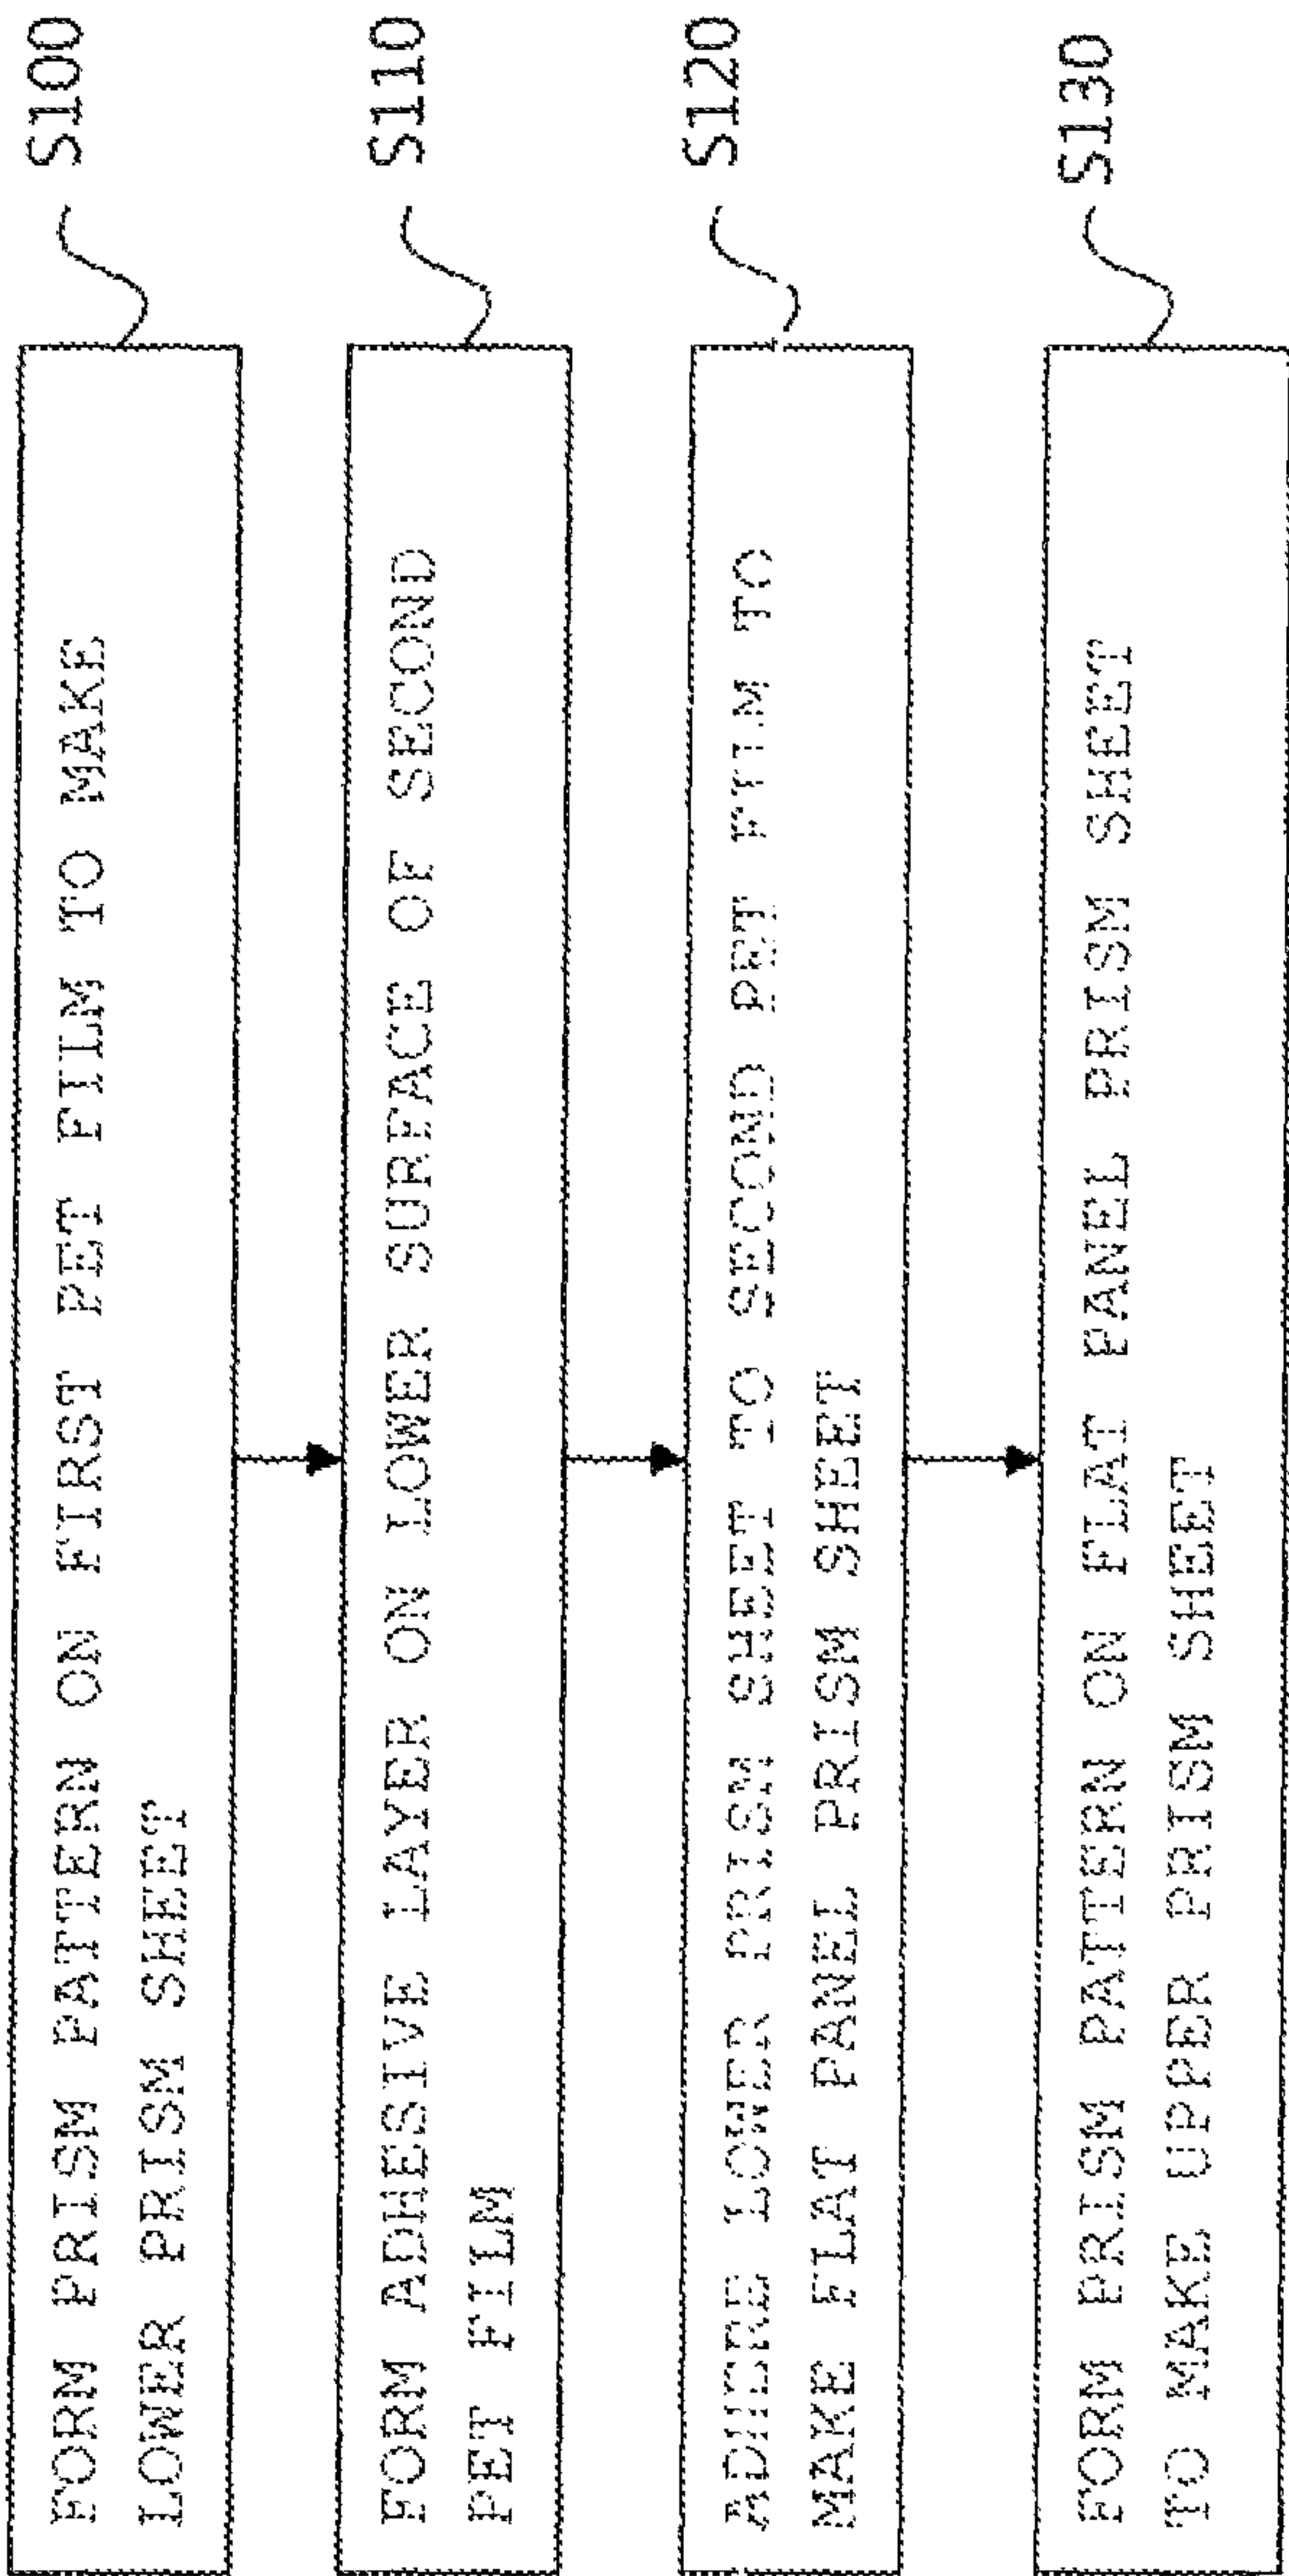 FORM PRISM PATTERN ON FIRST PET FILM TO MAKE
LOWER PRISM SHEET
S100
FORM ADHESIVE LAYER ON LOWER SURFACE OF SECOND
PET FILM
S110
ADHERE LOWER PRISM SHEET TO SECOND PET FILM TO
MAKE FLAT PANEL PRISM SHEET
S120
FORM PRISM PATTERN ON FLAT PANEL PRISM SHEET
TO MAKE UPPER PRISM SHEET
S130